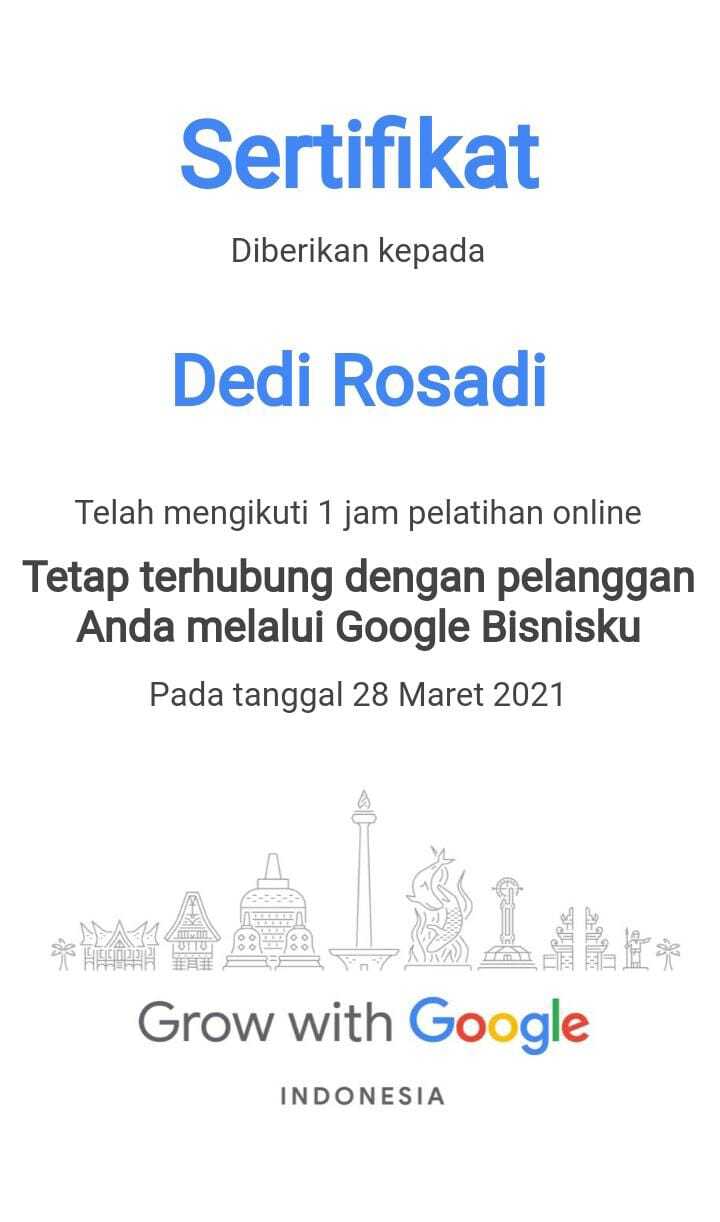 Sertifikat
Diberikan kepada
Dedi Rosadi
Telah mengikuti 1 jam pelatihan online
Tetap terhubung dengan pelanggan
Anda melalui Google Bisnisku
Pada tanggal 28 Maret 2021
Grow with Google
INDONESIA